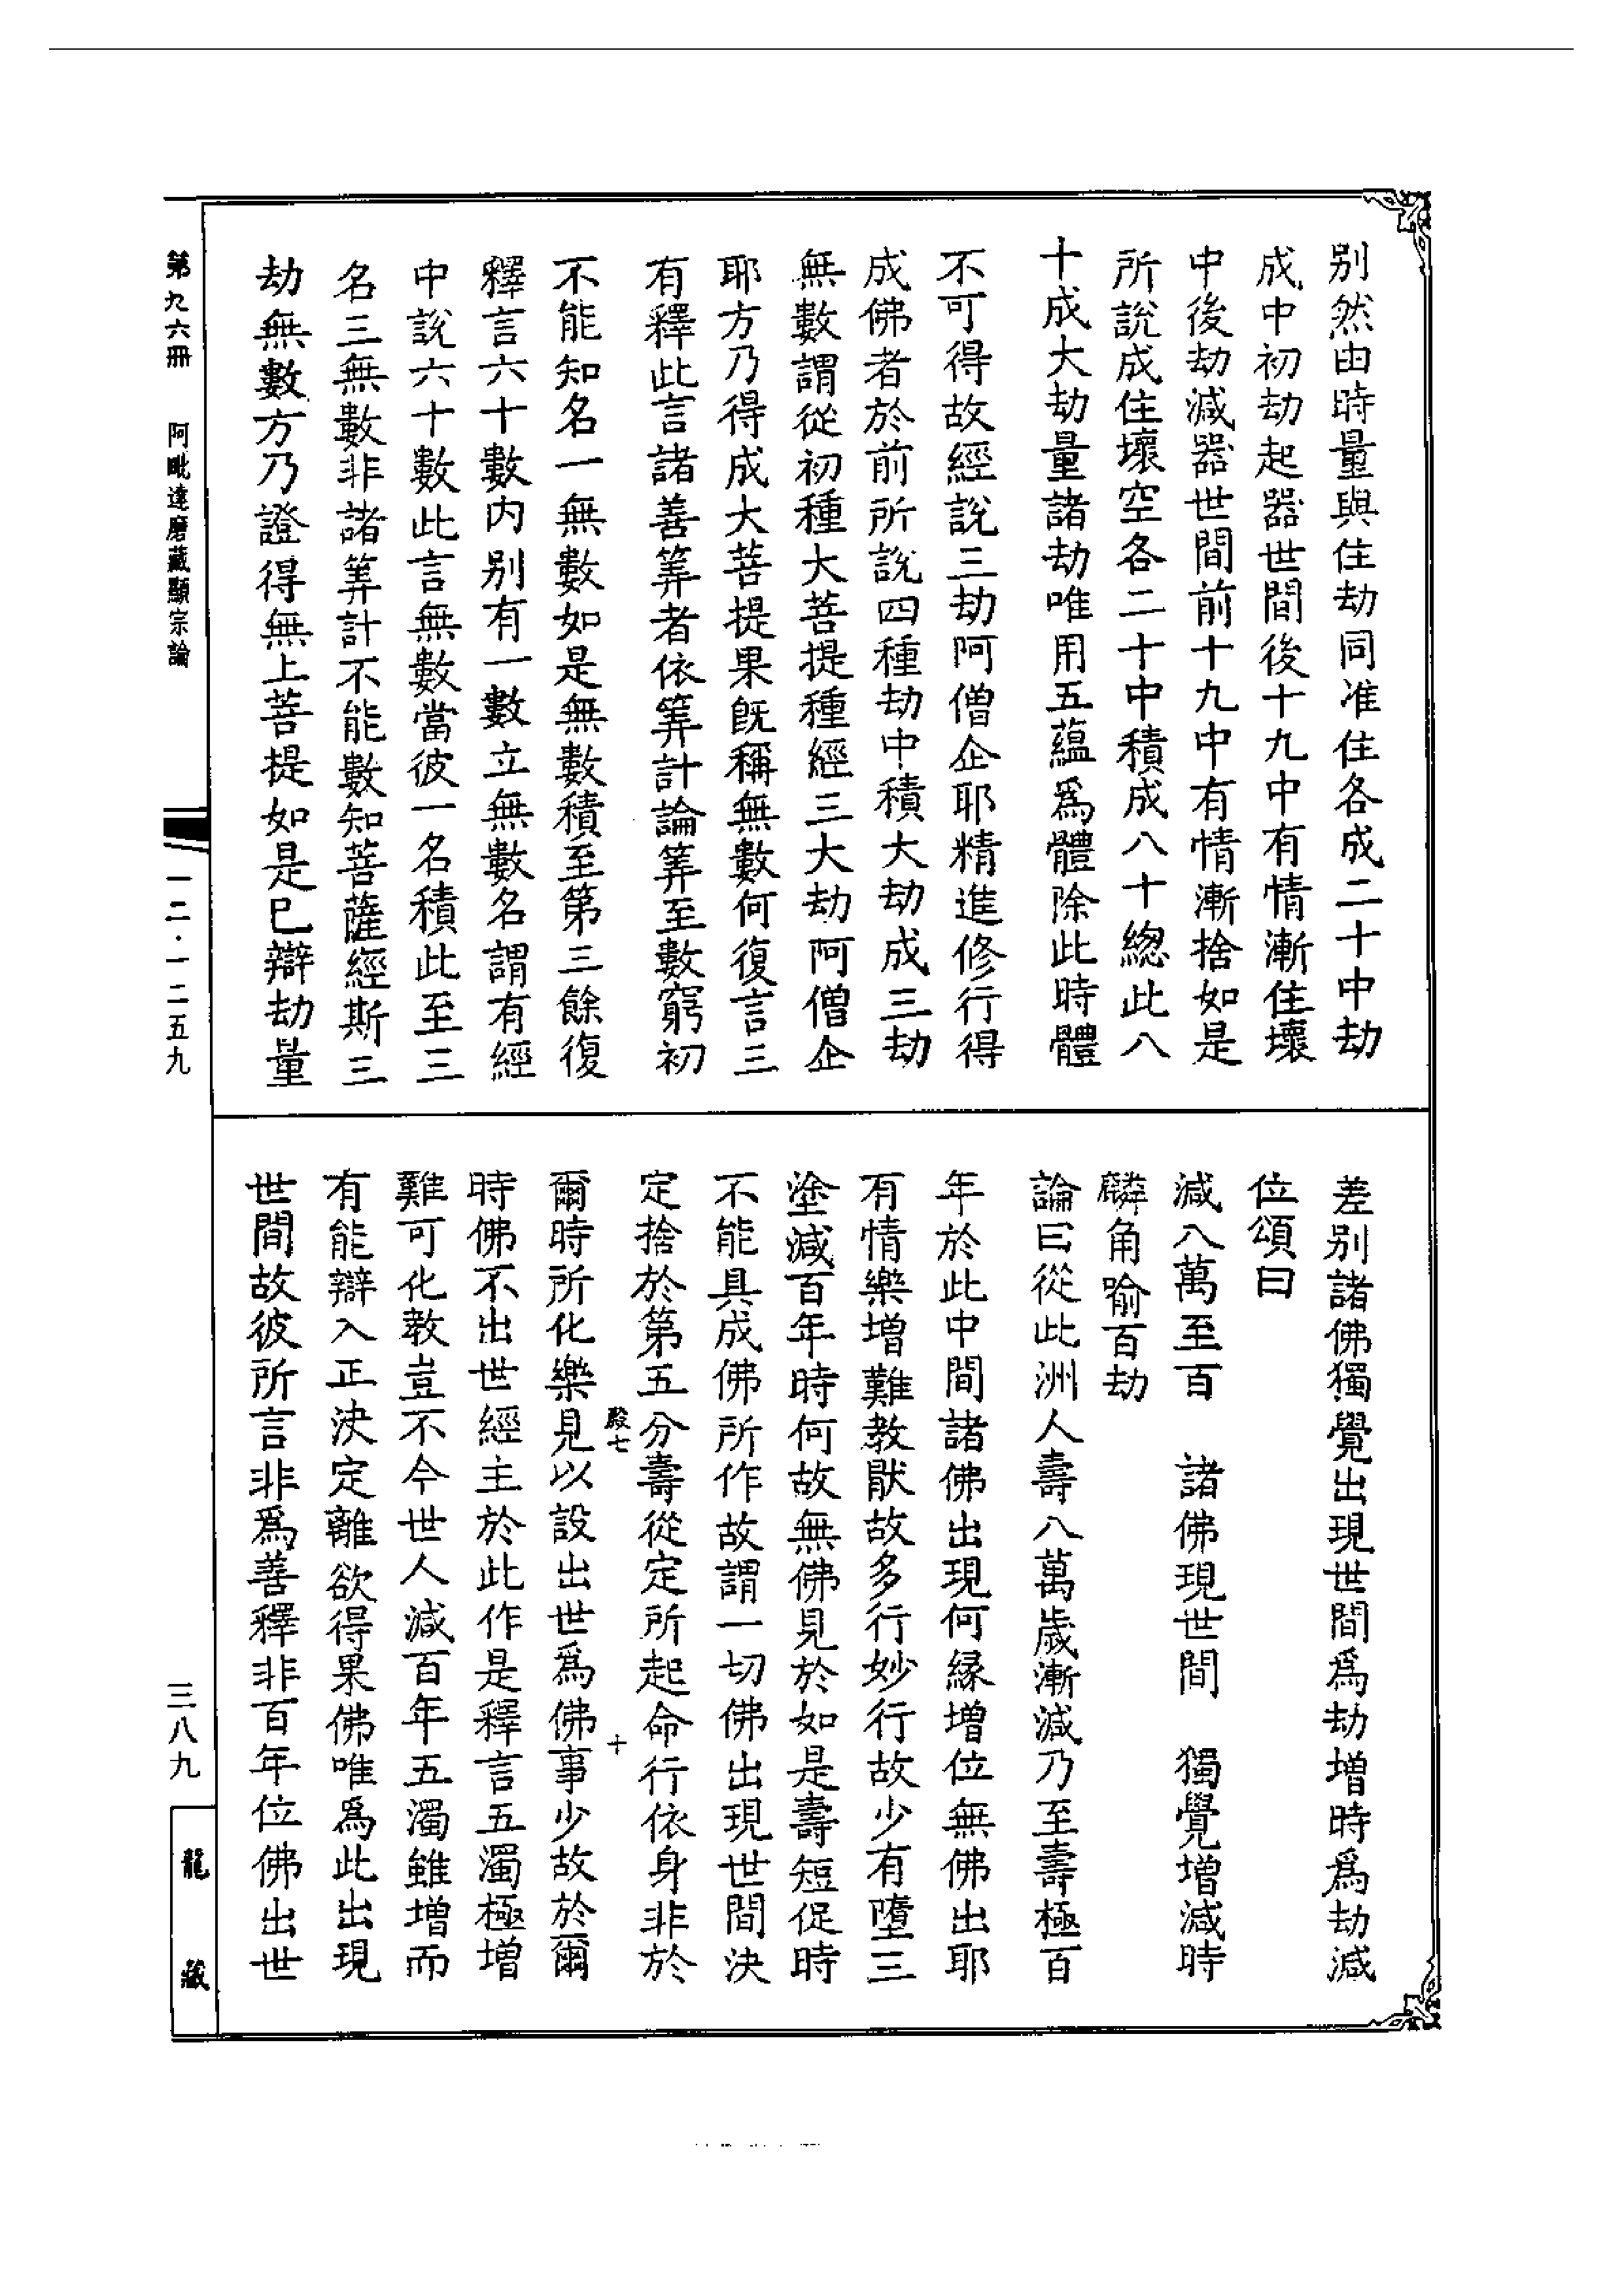 别然由時量與住劫同准住各成二十中劫
成中初劫起器世間後十九中有情漸住壞
中後劫減器世間前十九中有情漸捨如是
所說成住壞空各二十中積成八十總此八
十成大劫量諸劫唯用五蘊爲體除此時體
不可得故經說三劫阿僧企耶精進修行得
成佛者於前所說四種劫中積大劫成三劫
無數謂從初種大菩提種經三大劫阿僧企
耶方乃得成大菩提果旣稱無數何復言三
有釋此言諸善筭者依筭計論筭至數窮初
不能知名一無數如是無數積至第三餘復
釋言六十數內别有一數立無數名謂有經
中說六十數此言無數當彼一名積此至三
名三無數非諸筭計不能數知菩薩經斯三
劫無數方乃證得無上菩提如是巳辯劫量
差别諸佛獨覺出現世間爲劫增時爲劫減
位頌曰
減八萬至百　諸佛現世間　獨覺增減時
麟角喻百劫
論曰從此洲人壽八萬歲漸減乃至壽極百
年於此中間諸佛出現何緣增位無佛出耶
有情樂增難教猒故多行妙行故少有墮三
塗減百年時何故無佛見於如是壽短促時
不能具成佛所作故謂一切佛出現世間決
定捨於第五分壽從定所起命行依身非於
殿七　十
爾時所化樂見以設出世爲佛事少故於爾
時佛不出世經主於此作是釋言五濁極增
難可化教豈不今世人減百年五濁雖增而
有能辯入正決定離欲得果佛唯爲此出現
世間故彼所言非爲善釋非百年位佛出世
第九六冊　阿毗達磨藏顯宗論
一二·一二五九
三八九
龍藏